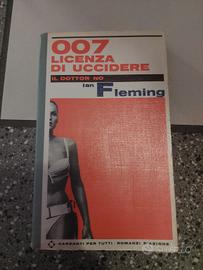 007
LICENZA
DI UCCIDERE
IL DOTTOR NO
Ian
Fleming
GARZANTI PER TUTTI · ROMANZI D'AZIONE